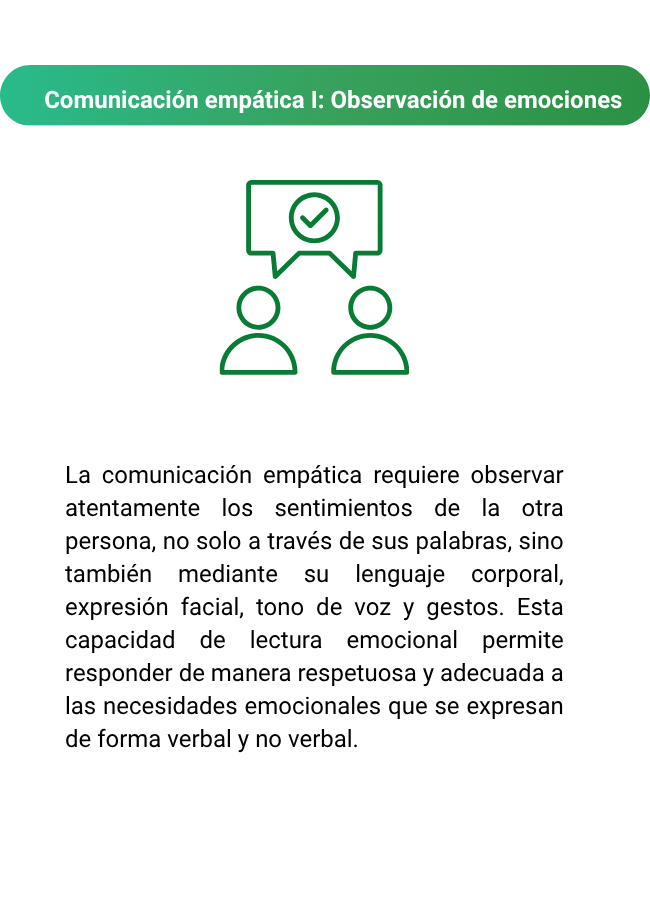 Comunicación empática I: Observación de emociones
La comunicación empática requiere observar
atentamente los sentimientos de la otra
persona, no solo a través de sus palabras, sino
también mediante su lenguaje corporal,
expresión facial, tono de voz y gestos. Esta
capacidad de lectura emocional permite
responder de manera respetuosa y adecuada a
las necesidades emocionales que se expresan
de forma verbal y no verbal.